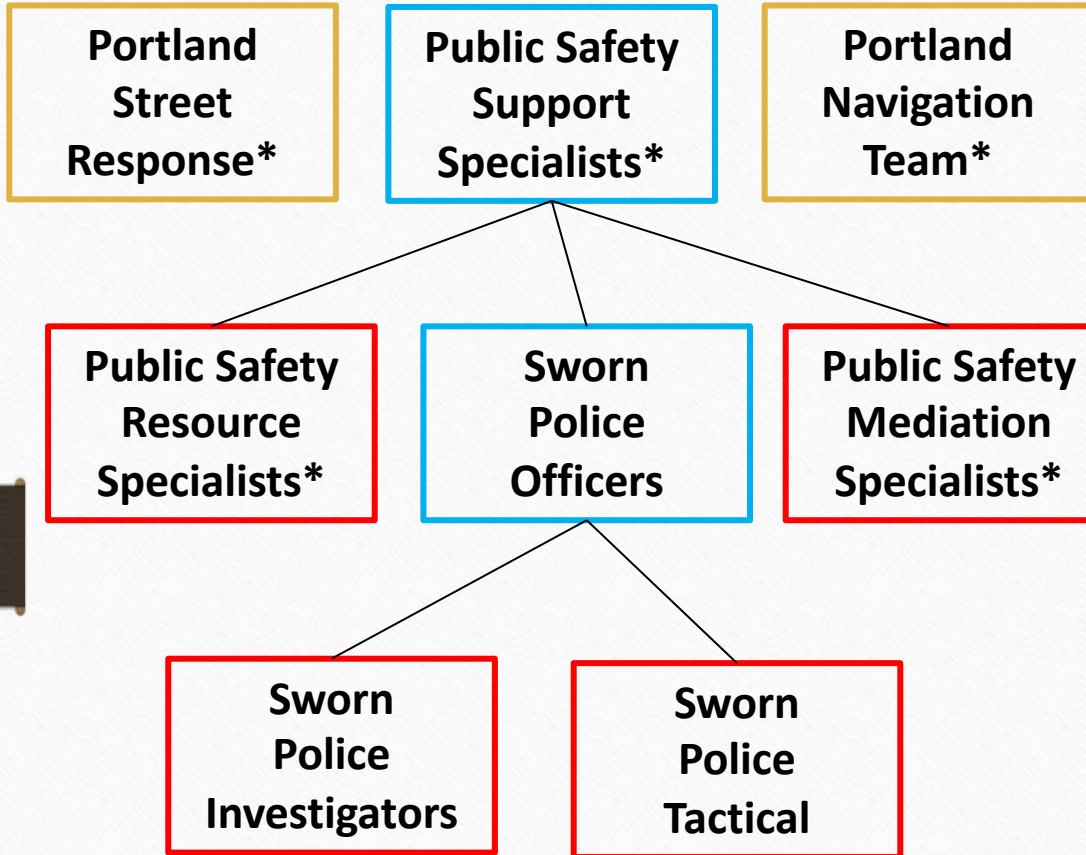 Portland
Street
Response*
Public Safety
Support
Specialists*
Portland
Navigation
Team*
Public Safety
Resource
Specialists*
Sworn
Police
Officers
Public Safety
Mediation
Specialists*
Sworn
Police
Investigators
Sworn
Police
Tactical